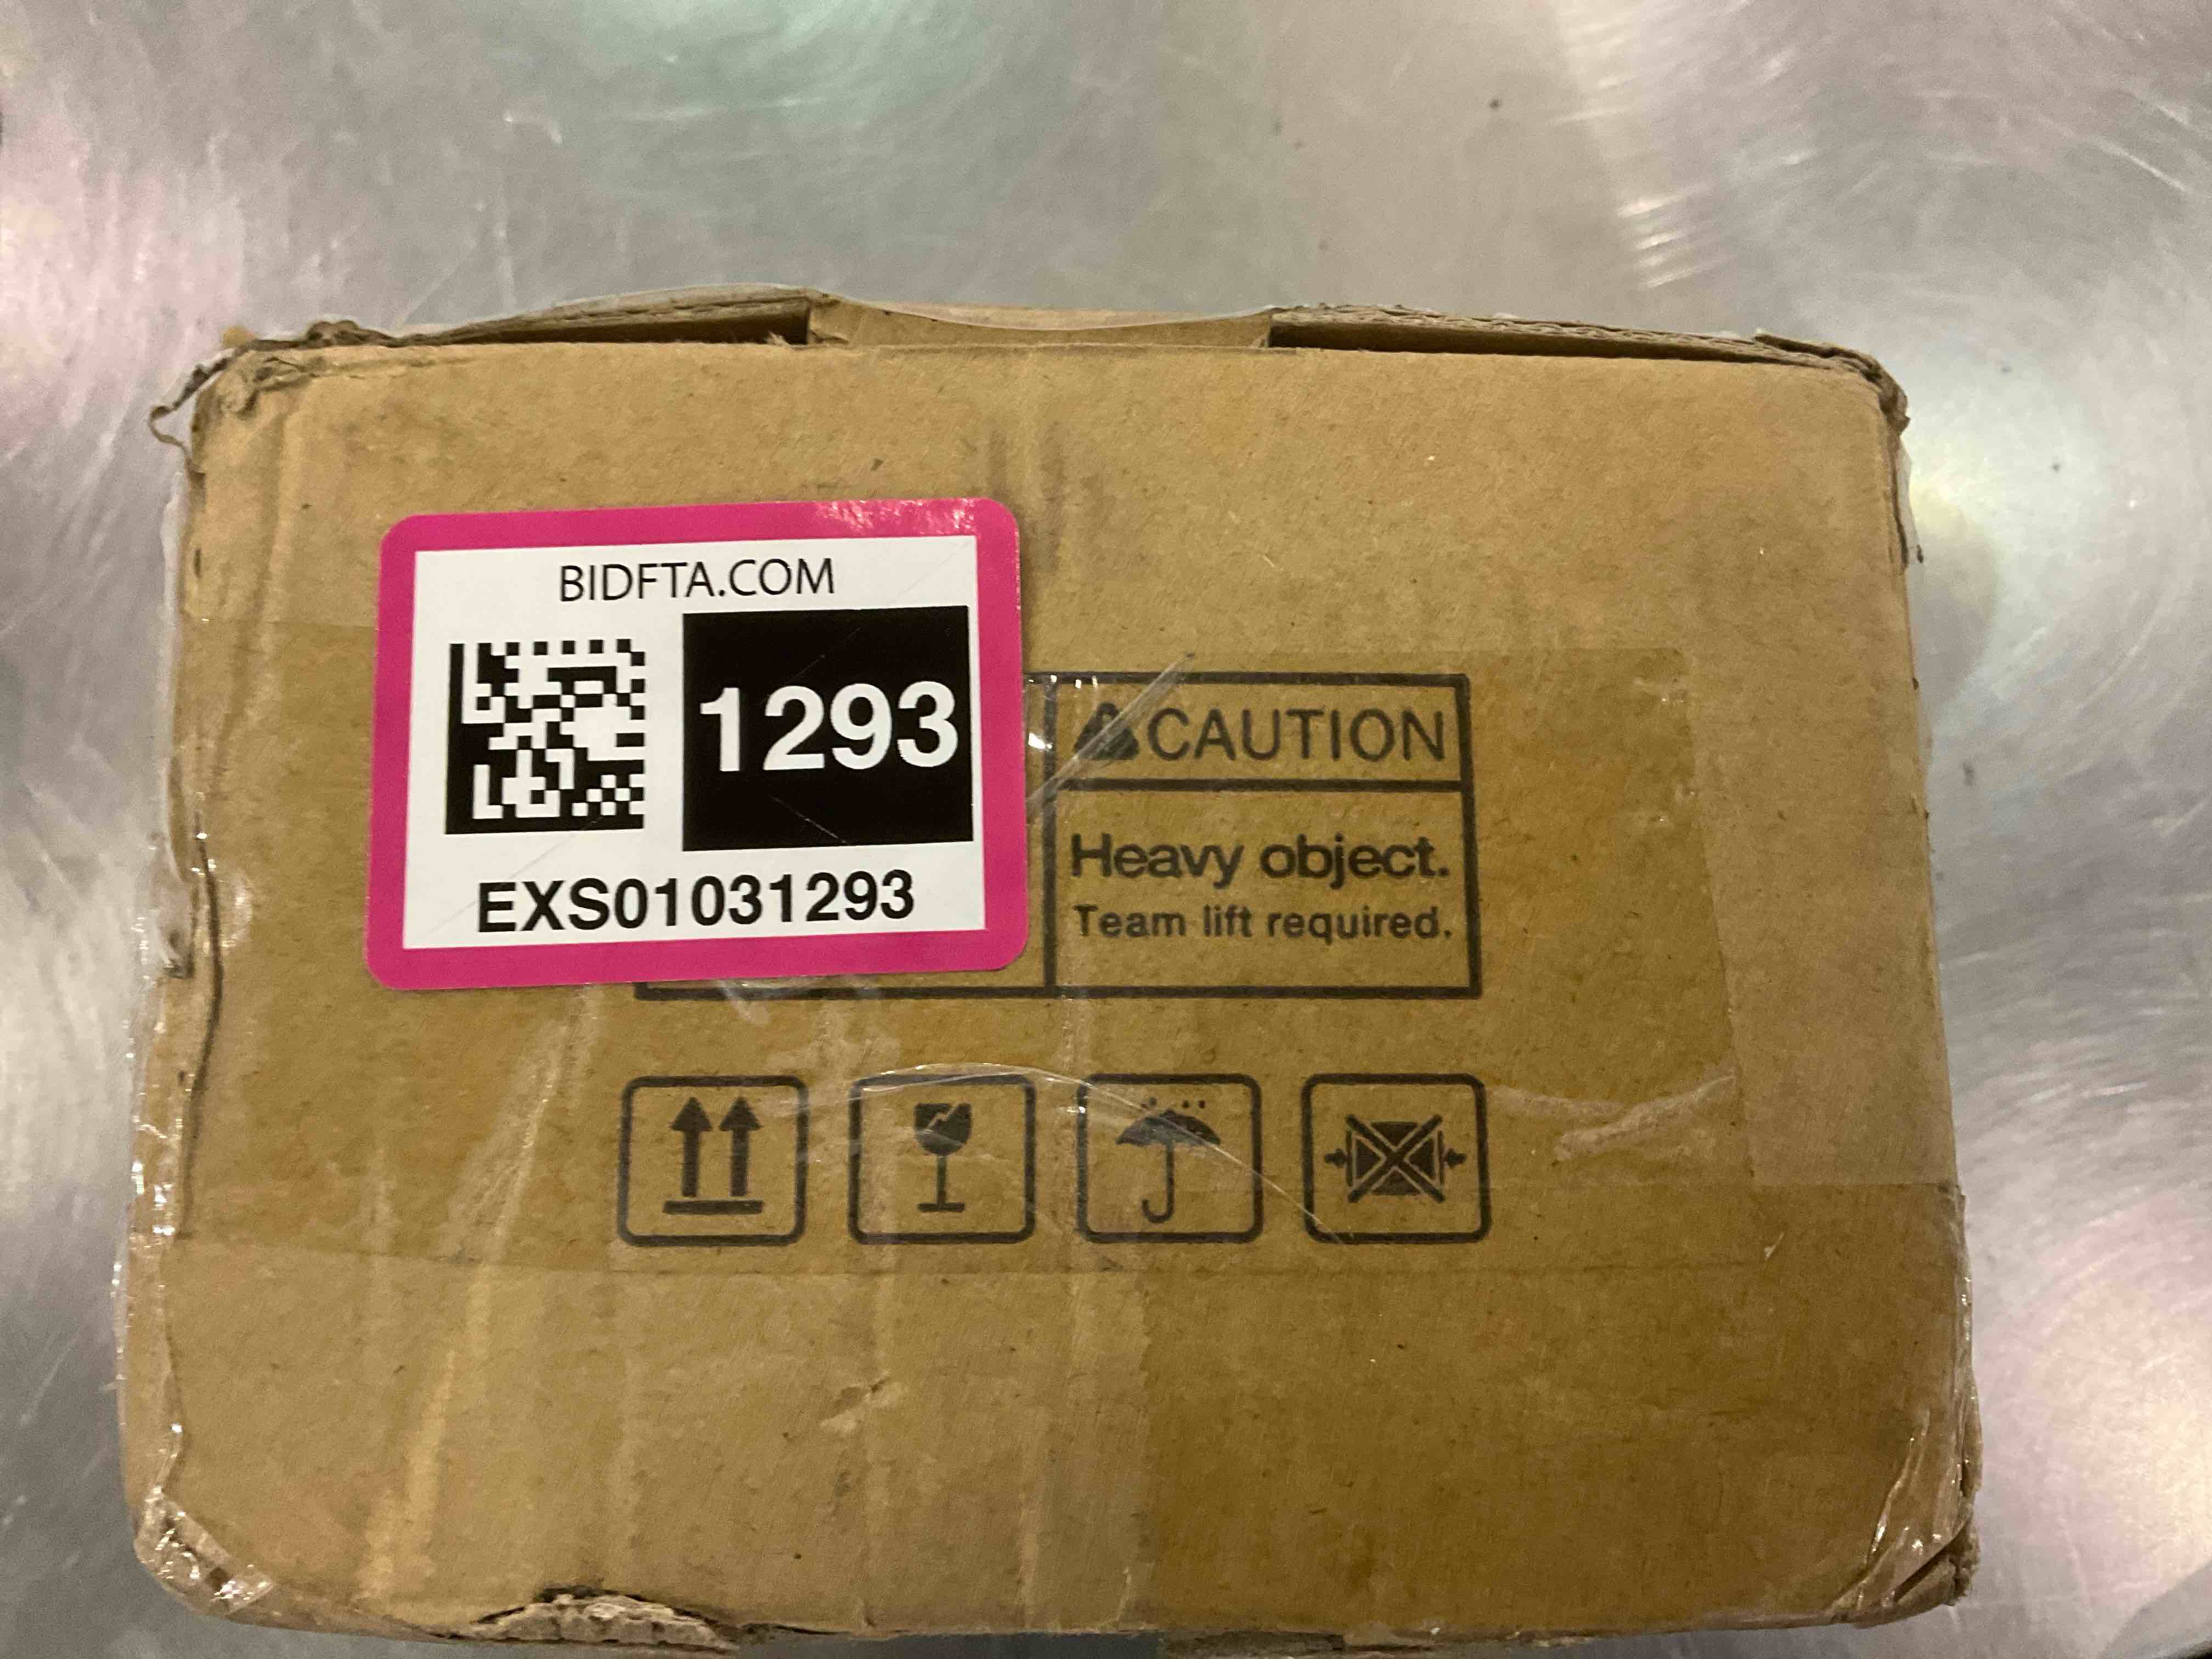 BIDFTA.COM
1293
EXS01031293
CAUTION
Heavy object.
Team lift required.